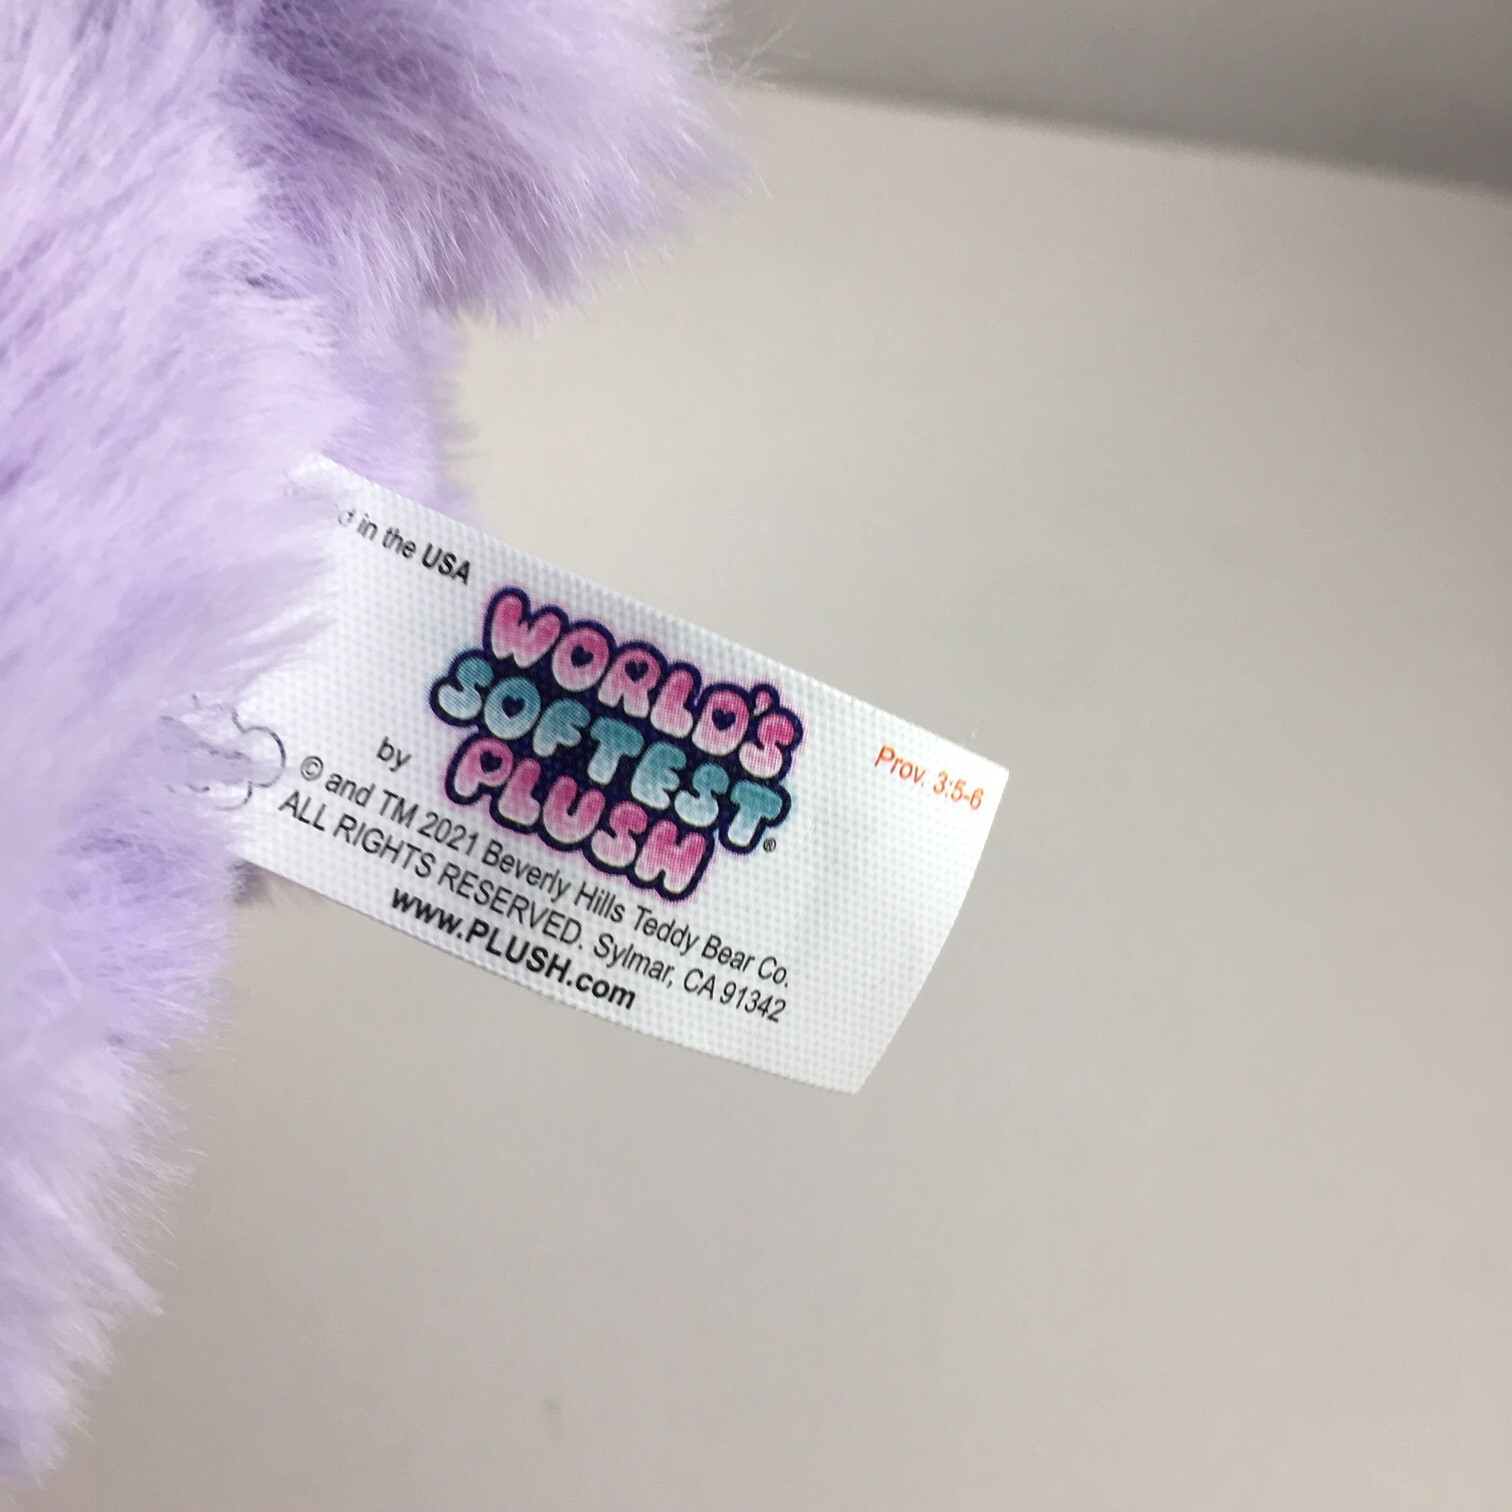 in the USA
WORLD'S
SOFTEST
PLUSH®
by
© and TM 2021 Beverly Hills Teddy Bear Co.
ALL RIGHTS RESERVED. Sylmar, CA 91342
www.PLUSH.com
Prov. 3:5-6